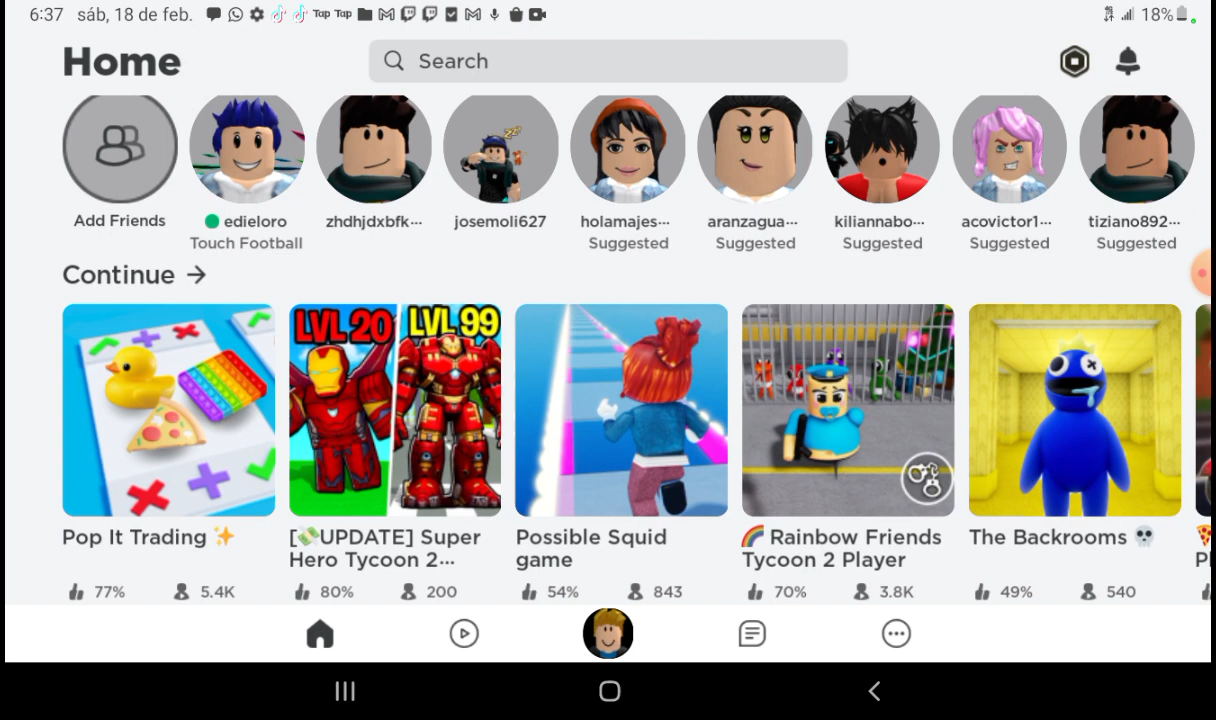 6:37 sáb, 18 de feb. Tap Tap 18%
Home
Search
Add Friends
edieloro
Touch Football
zhdhjdxbfk...
josemoli627
holamajes...
Suggested
aranzagua...
Suggested
kiliannabo...
Suggested
acovictor1...
Suggested
tiziano892...
Suggested
Continue →
LVL 20
LVL 99
Pop It Trading ✨
[💸UPDATE] Super
Hero Tycoon 2...
Possible Squid
game
🌈 Rainbow Friends
Tycoon 2 Player
The Backrooms 💀
77% 5.4K
80% 200
54% 843
70% 3.8K
49% 540